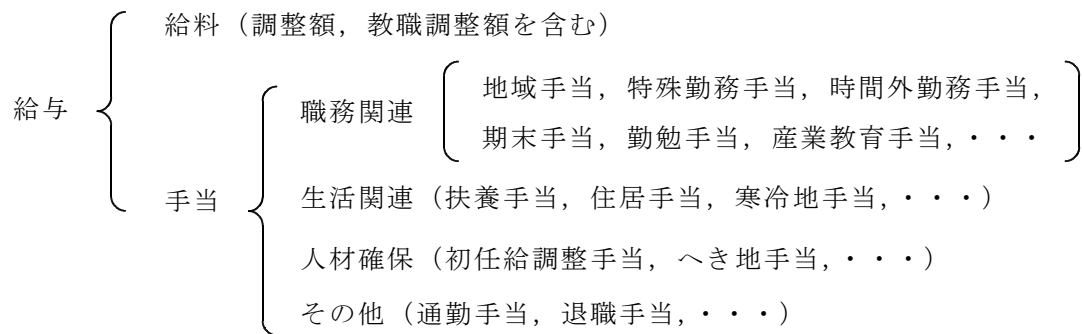 給料（調整額，教職調整額を含む）
給与
職務関連
地域手当，特殊勤務手当，時間外勤務手当，
期末手当，勤勉手当，産業教育手当，・・・
手当
生活関連（扶養手当，住居手当，寒冷地手当，・・・）
人材確保（初任給調整手当，へき地手当，・・・）
その他（通勤手当，退職手当，・・・）